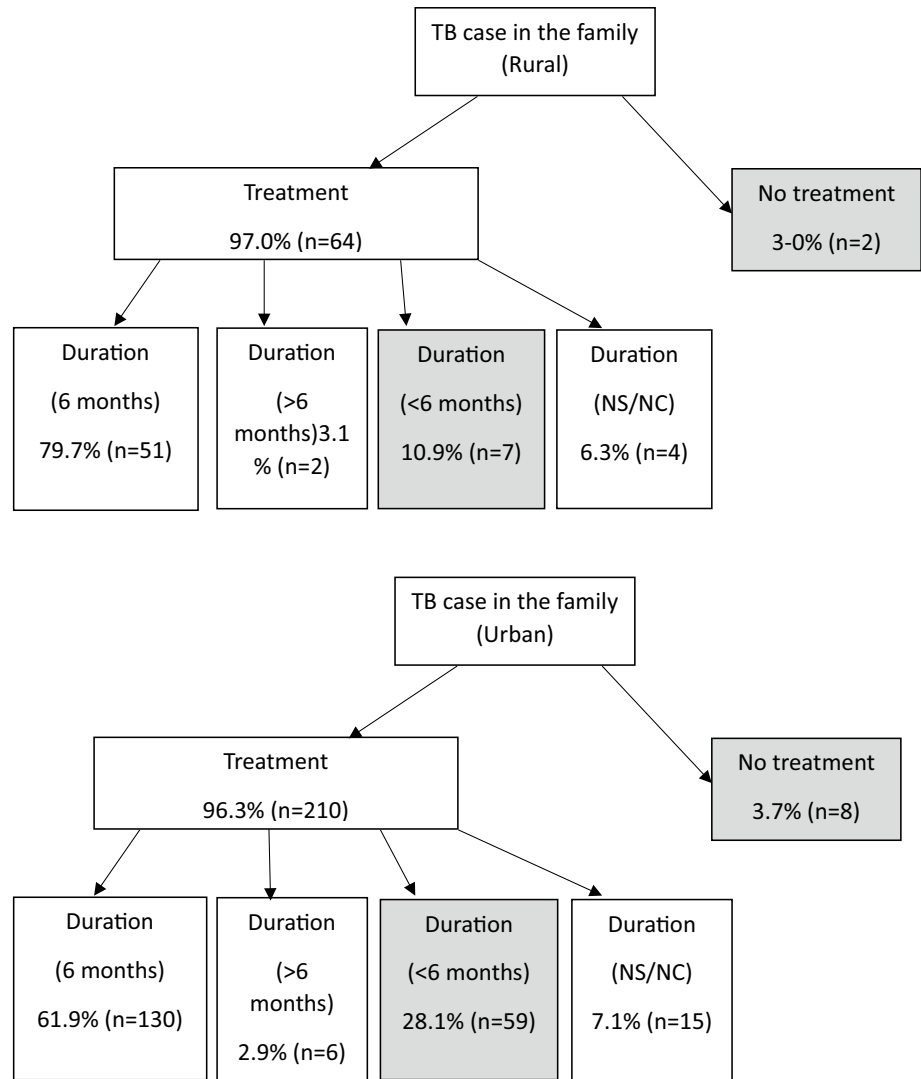 TB case in the family
(Rural)
Treatment
97.0% (n=64)
No treatment
3-0% (n=2)
Duration
(6 months)
79.7% (n=51)
Duration
(>6
months)3.1
% (n=2)
Duration
(<6 months)
10.9% (n=7)
Duration
(NS/NC)
6.3% (n=4)
TB case in the family
(Urban)
Treatment
96.3% (n=210)
No treatment
3.7% (n=8)
Duration
(6 months)
61.9% (n=130)
Duration
(>6
months)
2.9% (n=6)
Duration
(<6 months)
28.1% (n=59)
Duration
(NS/NC)
7.1% (n=15)